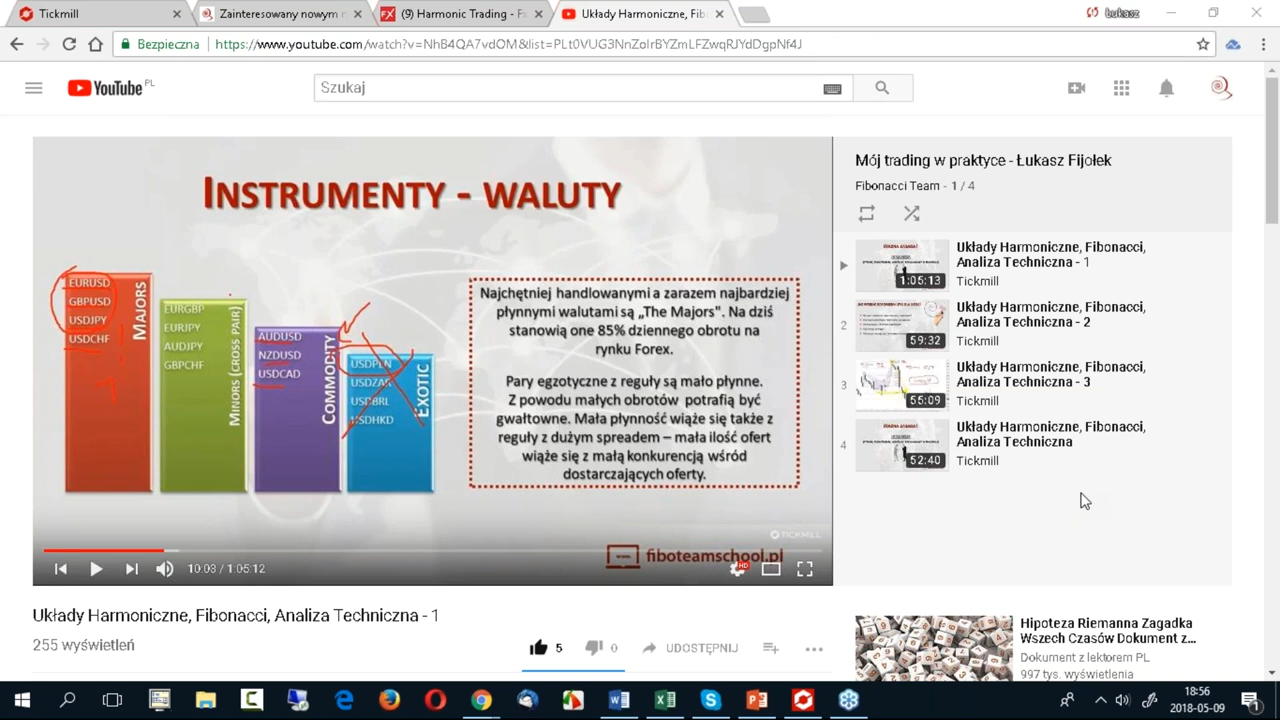 Tickmill
Zainteresowany nowym r
(9) Harmonic Trading - Fx
Układy Harmoniczne, Fibo
łukasz
Bezpieczna
https://www.youtube.com/watch?v=NhB4QA7vdOM&list=PLt0VUG3NnZoIrBYZmLFZwqRJYdDgpNf4J
YouTube PL
Szukaj
INSTRUMENTY - WALUTY
EURUSD
GBPUSD
USDJPY
USDCHF
MAJORS
EURGBP
EURJPY
AUDJPY
GBPCHF
MINORS (CROSS PAIR)
AUDUSD
NZDUSD
USDCAD
COMMODITY
USDPLN
USDZAR
USDBRL
USDHKD
EXOTIC
Najchętniej handlowanymi a zarazem najbardziej
płynnymi walutami są „The Majors". Na dziś
stanowią one 85% dziennego obrotu na
rynku Forex.
Pary egzotyczne z reguły są mało płynne.
Z powodu małych obrotów potrafią być
gwałtowne. Mała płynność wiąże się także z
reguły z dużym spreadem – mała ilość ofert
wiąże się z małą konkurencją wśród
dostarczających oferty.
TICKMILL
fiboteamschool.pl
10:03 / 1:05:12
HD
Układy Harmoniczne, Fibonacci, Analiza Techniczna - 1
255 wyświetleń
5
0
UDOSTĘPNIJ
Mój trading w praktyce - Łukasz Fijołek
Fibonacci Team - 1 / 4
1:05:13
Układy Harmoniczne, Fibonacci,
Analiza Techniczna - 1
Tickmill
2
59:32
Układy Harmoniczne, Fibonacci,
Analiza Techniczna - 2
Tickmill
3
55:09
Układy Harmoniczne, Fibonacci,
Analiza Techniczna - 3
Tickmill
4
52:40
Układy Harmoniczne, Fibonacci,
Analiza Techniczna
Tickmill
Hipoteza Riemanna Zagadka
Wszech Czasów Dokument z...
Dokument z lektorem PL
997 tys. wyświetlenia
18:56
2018-05-09
1